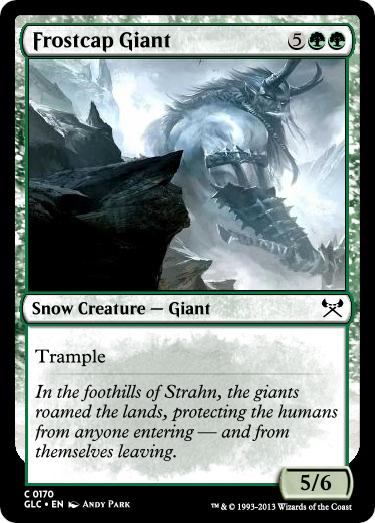 Frostcap Giant 5
Snow Creature — Giant
Trample
In the foothills of Strahn, the giants
roamed the lands, protecting the humans
from anyone entering — and from
themselves leaving.
5/6
C 0170
GLC • EN Andy Park
™ & © 1993-2013 Wizards of the Coast